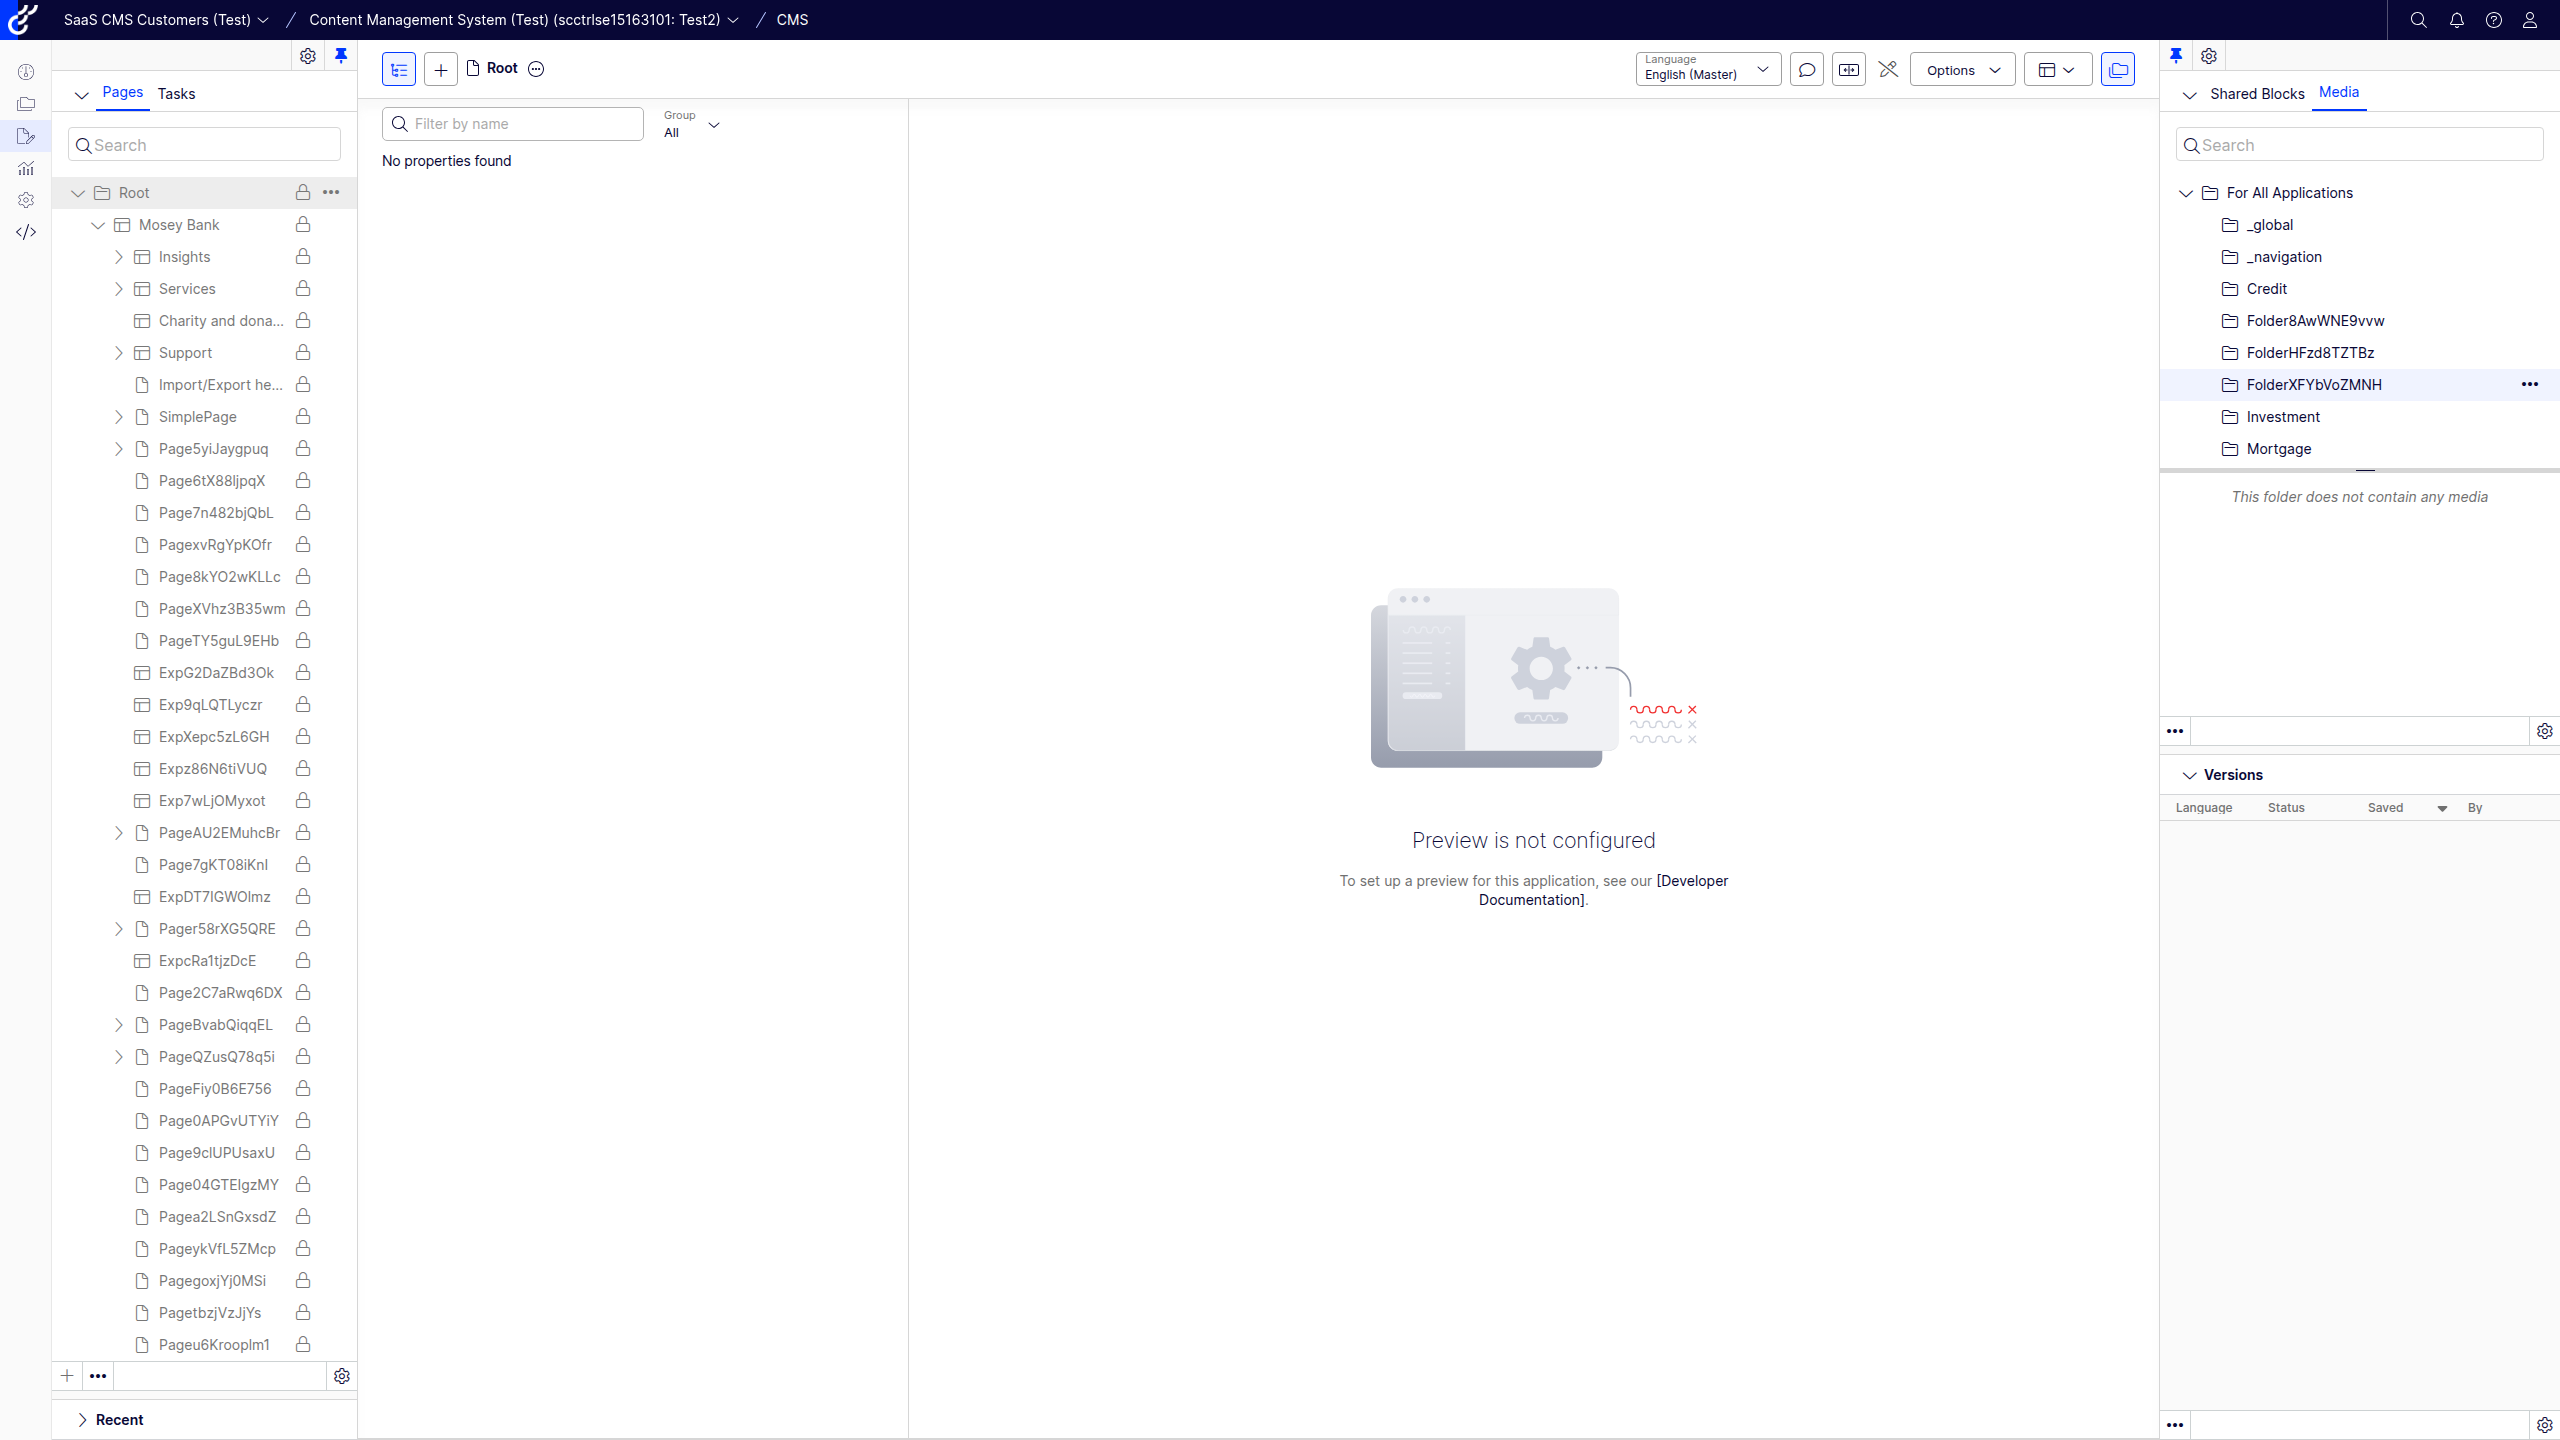 SaaS CMS Customers (Test) / Content Management System (Test) (scctrlse15163101: Test2) / CMS
Pages Tasks
Search
Root
Mosey Bank
Insights
Services
Charity and dona...
Support
Import/Export he...
SimplePage
Page5yiJaygpuq
Page6tX88ljpqX
Page7n482bjQbL
PagexvRgYpKOfr
Page8kYO2wKLLc
PageXVhz3B35wm
PageTY5guL9EHb
ExpG2DaZBd3Ok
Exp9qLQTLyczr
ExpXepc5zL6GH
Expz86N6tiVUQ
Exp7wLjOMyxot
PageAU2EMuhcBr
Page7gKT08iKnI
ExpDT7IGWOlmz
Pager58rXG5QRE
ExpcRa1tjzDcE
Page2C7aRwq6DX
PageBvabQiqqEL
PageQZusQ78q5i
PageFiy0B6E756
Page0APGvUTYiY
Page9clUPUsaxU
Page04GTEIgzMY
Pagea2LSnGxsdZ
PageykVfL5ZMcp
PagegoxjYj0MSi
PagetbzjVzJjYs
Pageu6Krooplm1
Recent
Root
Filter by name
Group
All
No properties found
Language
English (Master)
Options
Preview is not configured
To set up a preview for this application, see our [Developer
Documentation].
Shared Blocks Media
Search
For All Applications
_global
_navigation
Credit
Folder8AwWNE9vvw
FolderHFzd8TZTBz
FolderXFYbVoZMNH
Investment
Mortgage
This folder does not contain any media
Versions
Language Status Saved By